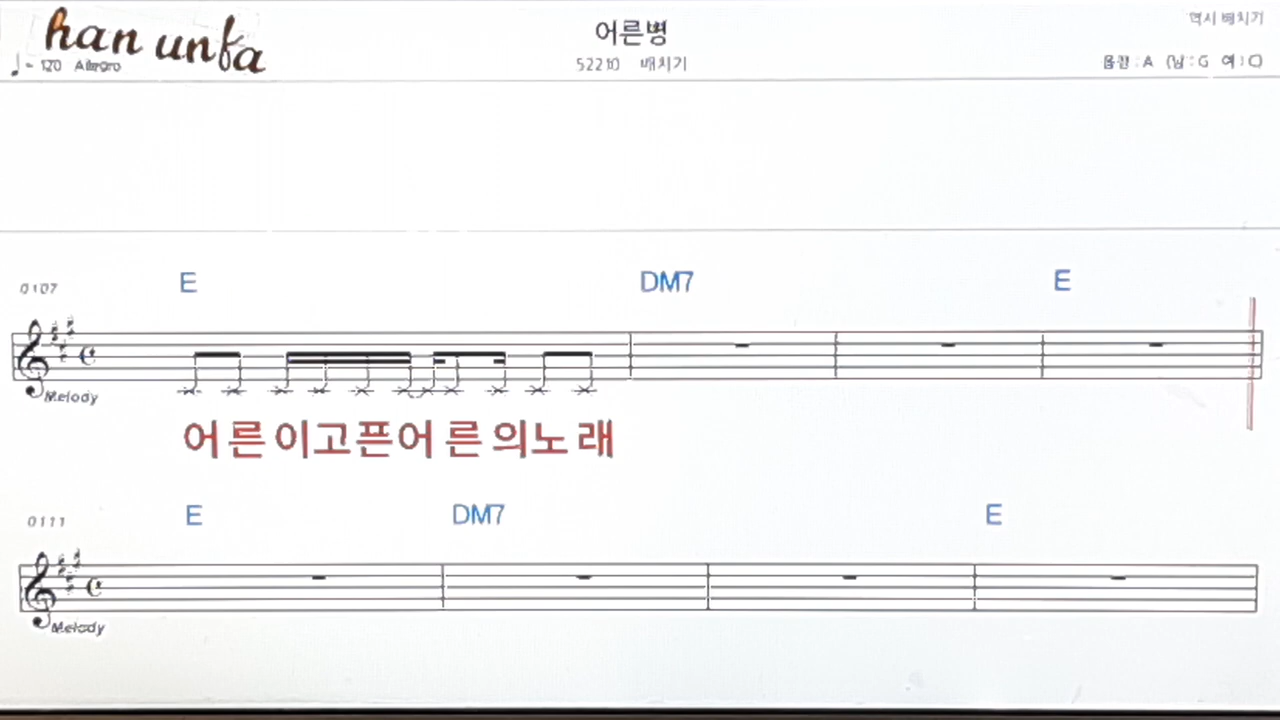 han unfa
어른병
역시 배치기
♩= 120 Allegro
52210 배치기
음정 : A (남 : G 여 : C)
0107 E DM7 E
Melody
어른이고픈어른의노래
0111 E DM7 E
Melody